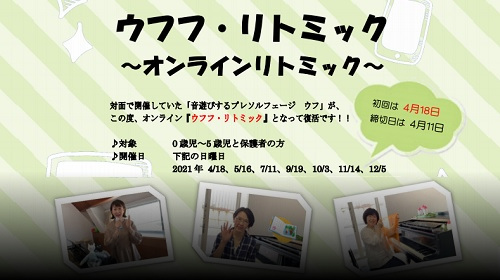 ウフフ・リトミック
～オンラインリトミック～
対面で開催していた「音遊びするプレソルフェージ　ウフ」が、
この度、オンライン『ウフフ・リトミック』となって復活です！！
初回は 4月18日
締切日は 4月11日
♪対象　　0歳児～5歳児と保護者の方
♪開催日　　下記の日曜日
2021年 4/18、5/16、7/11、9/19、10/3、11/14、12/5